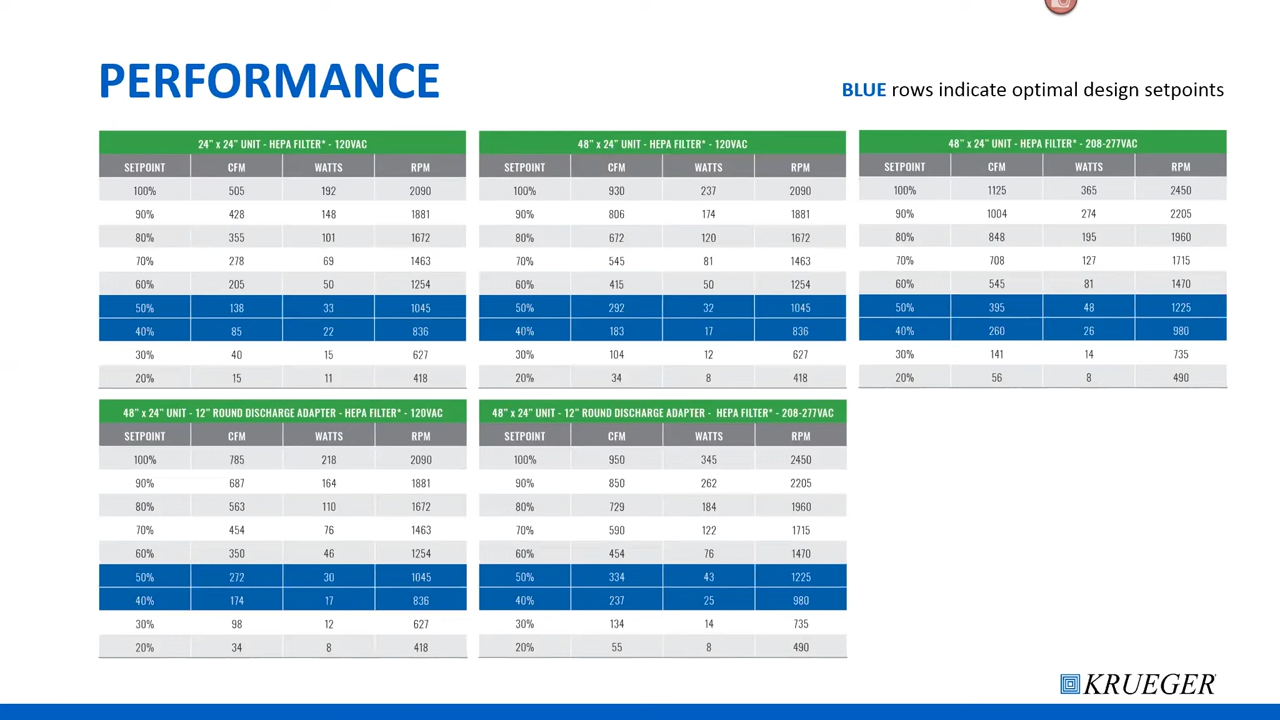 PERFORMANCE
BLUE rows indicate optimal design setpoints
24" x 24" UNIT - HEPA FILTER* - 120VAC
SETPOINT CFM WATTS RPM
100% 505 192 2090
90% 428 148 1881
80% 355 101 1672
70% 278 69 1463
60% 205 50 1254
50% 138 33 1045
40% 85 22 836
30% 40 15 627
20% 15 11 418
48" x 24" UNIT - HEPA FILTER* - 120VAC
SETPOINT CFM WATTS RPM
100% 930 237 2090
90% 806 174 1881
80% 672 120 1672
70% 545 81 1463
60% 415 50 1254
50% 292 32 1045
40% 183 17 836
30% 104 12 627
20% 34 8 418
48" x 24" UNIT - HEPA FILTER* - 208-277VAC
SETPOINT CFM WATTS RPM
100% 1125 365 2450
90% 1004 274 2205
80% 848 195 1960
70% 708 127 1715
60% 545 81 1470
50% 395 48 1225
40% 260 26 980
30% 141 14 735
20% 56 8 490
48" x 24" UNIT - 12" ROUND DISCHARGE ADAPTER - HEPA FILTER* - 120VAC
SETPOINT CFM WATTS RPM
100% 785 218 2090
90% 687 164 1881
80% 563 110 1672
70% 454 76 1463
60% 350 46 1254
50% 272 30 1045
40% 174 17 836
30% 98 12 627
20% 34 8 418
48" x 24" UNIT - 12" ROUND DISCHARGE ADAPTER - HEPA FILTER* - 208-277VAC
SETPOINT CFM WATTS RPM
100% 950 345 2450
90% 850 262 2205
80% 729 184 1960
70% 590 122 1715
60% 454 76 1470
50% 334 43 1225
40% 237 25 980
30% 134 14 735
20% 55 8 490
KRUEGER